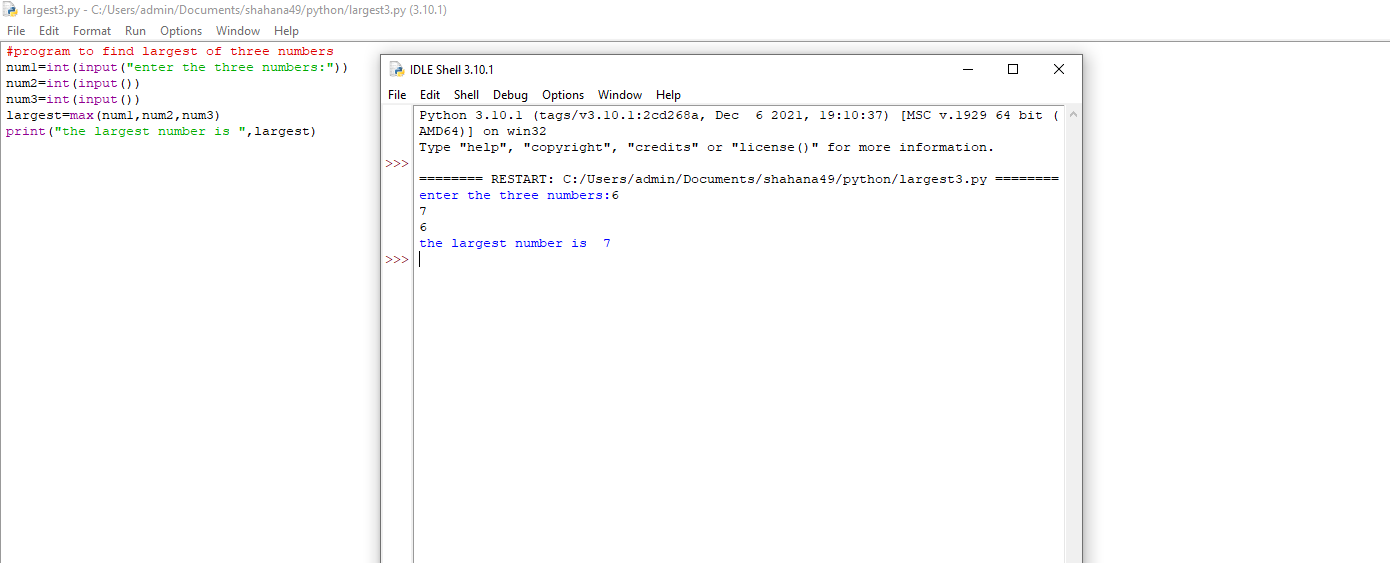 largest3.py - C:/Users/admin/Documents/shahana49/python/largest3.py (3.10.1)
File Edit Format Run Options Window Help
#program to find largest of three numbers
num1=int(input("enter the three numbers:"))
num2=int(input())
num3=int(input())
largest=max(num1,num2,num3)
print("the largest number is ",largest)
IDLE Shell 3.10.1
File Edit Shell Debug Options Window Help
Python 3.10.1 (tags/v3.10.1:2cd268a, Dec  6 2021, 19:10:37) [MSC v.1929 64 bit (
AMD64)] on win32
Type "help", "copyright", "credits" or "license()" for more information.
>>>
======== RESTART: C:/Users/admin/Documents/shahana49/python/largest3.py ========
enter the three numbers:6
7
6
the largest number is  7
>>>